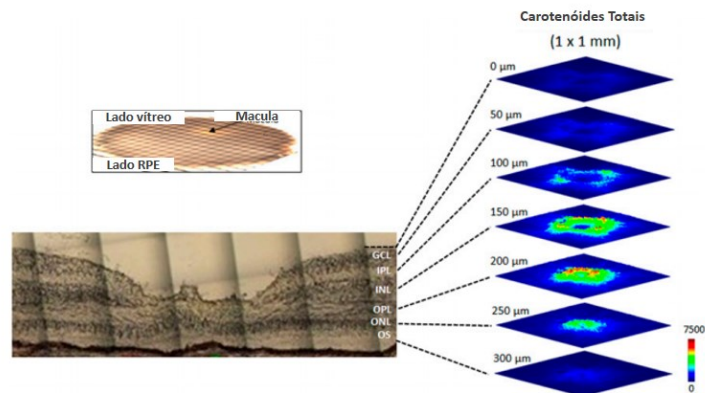 Carotenóides Totais
(1 x 1 mm)
0 µm
50 µm
100 µm
150 µm
200 µm
250 µm
300 µm
7500
0
Lado vítreo
Macula
Lado RPE
GCL
IPL
INL
OPL
ONL
OS